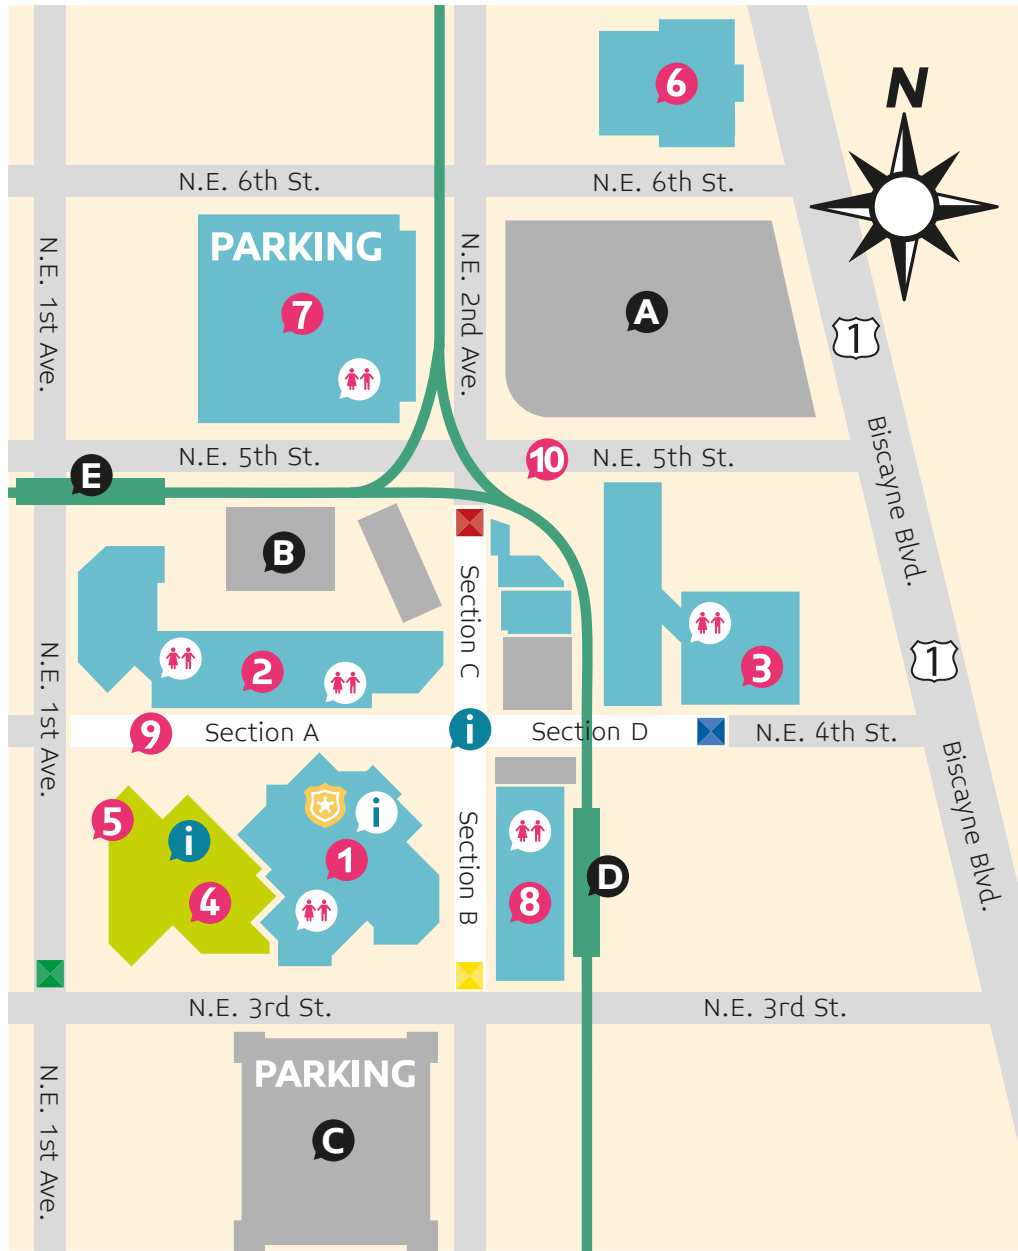 6
N
N.E. 6th St.
N.E. 6th St.
PARKING
N.E. 1st Ave.
N.E. 2nd Ave.
7
A
1
Biscayne Blvd.
N.E. 5th St.
10
N.E. 5th St.
E
B
Section C
N.E. 1st Ave.
1
2
3
9
Section A
i
Section D
N.E. 4th St.
Biscayne Blvd.
5
i
i
Section B
1
4
8
D
N.E. 3rd St.
N.E. 3rd St.
PARKING
N.E. 1st Ave.
C